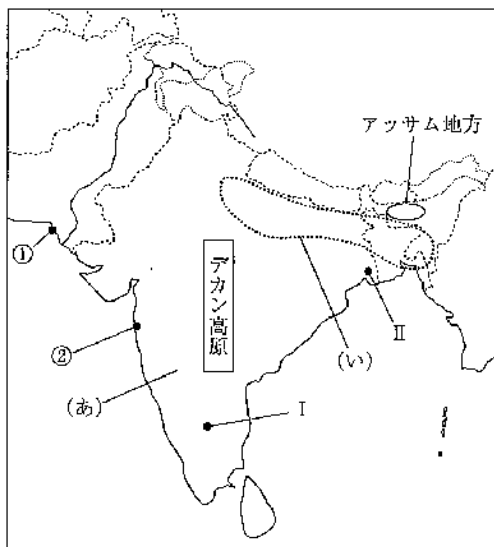 アッサム地方
①
デカン高原
②
Ⅱ
(い)
(あ)
Ⅰ